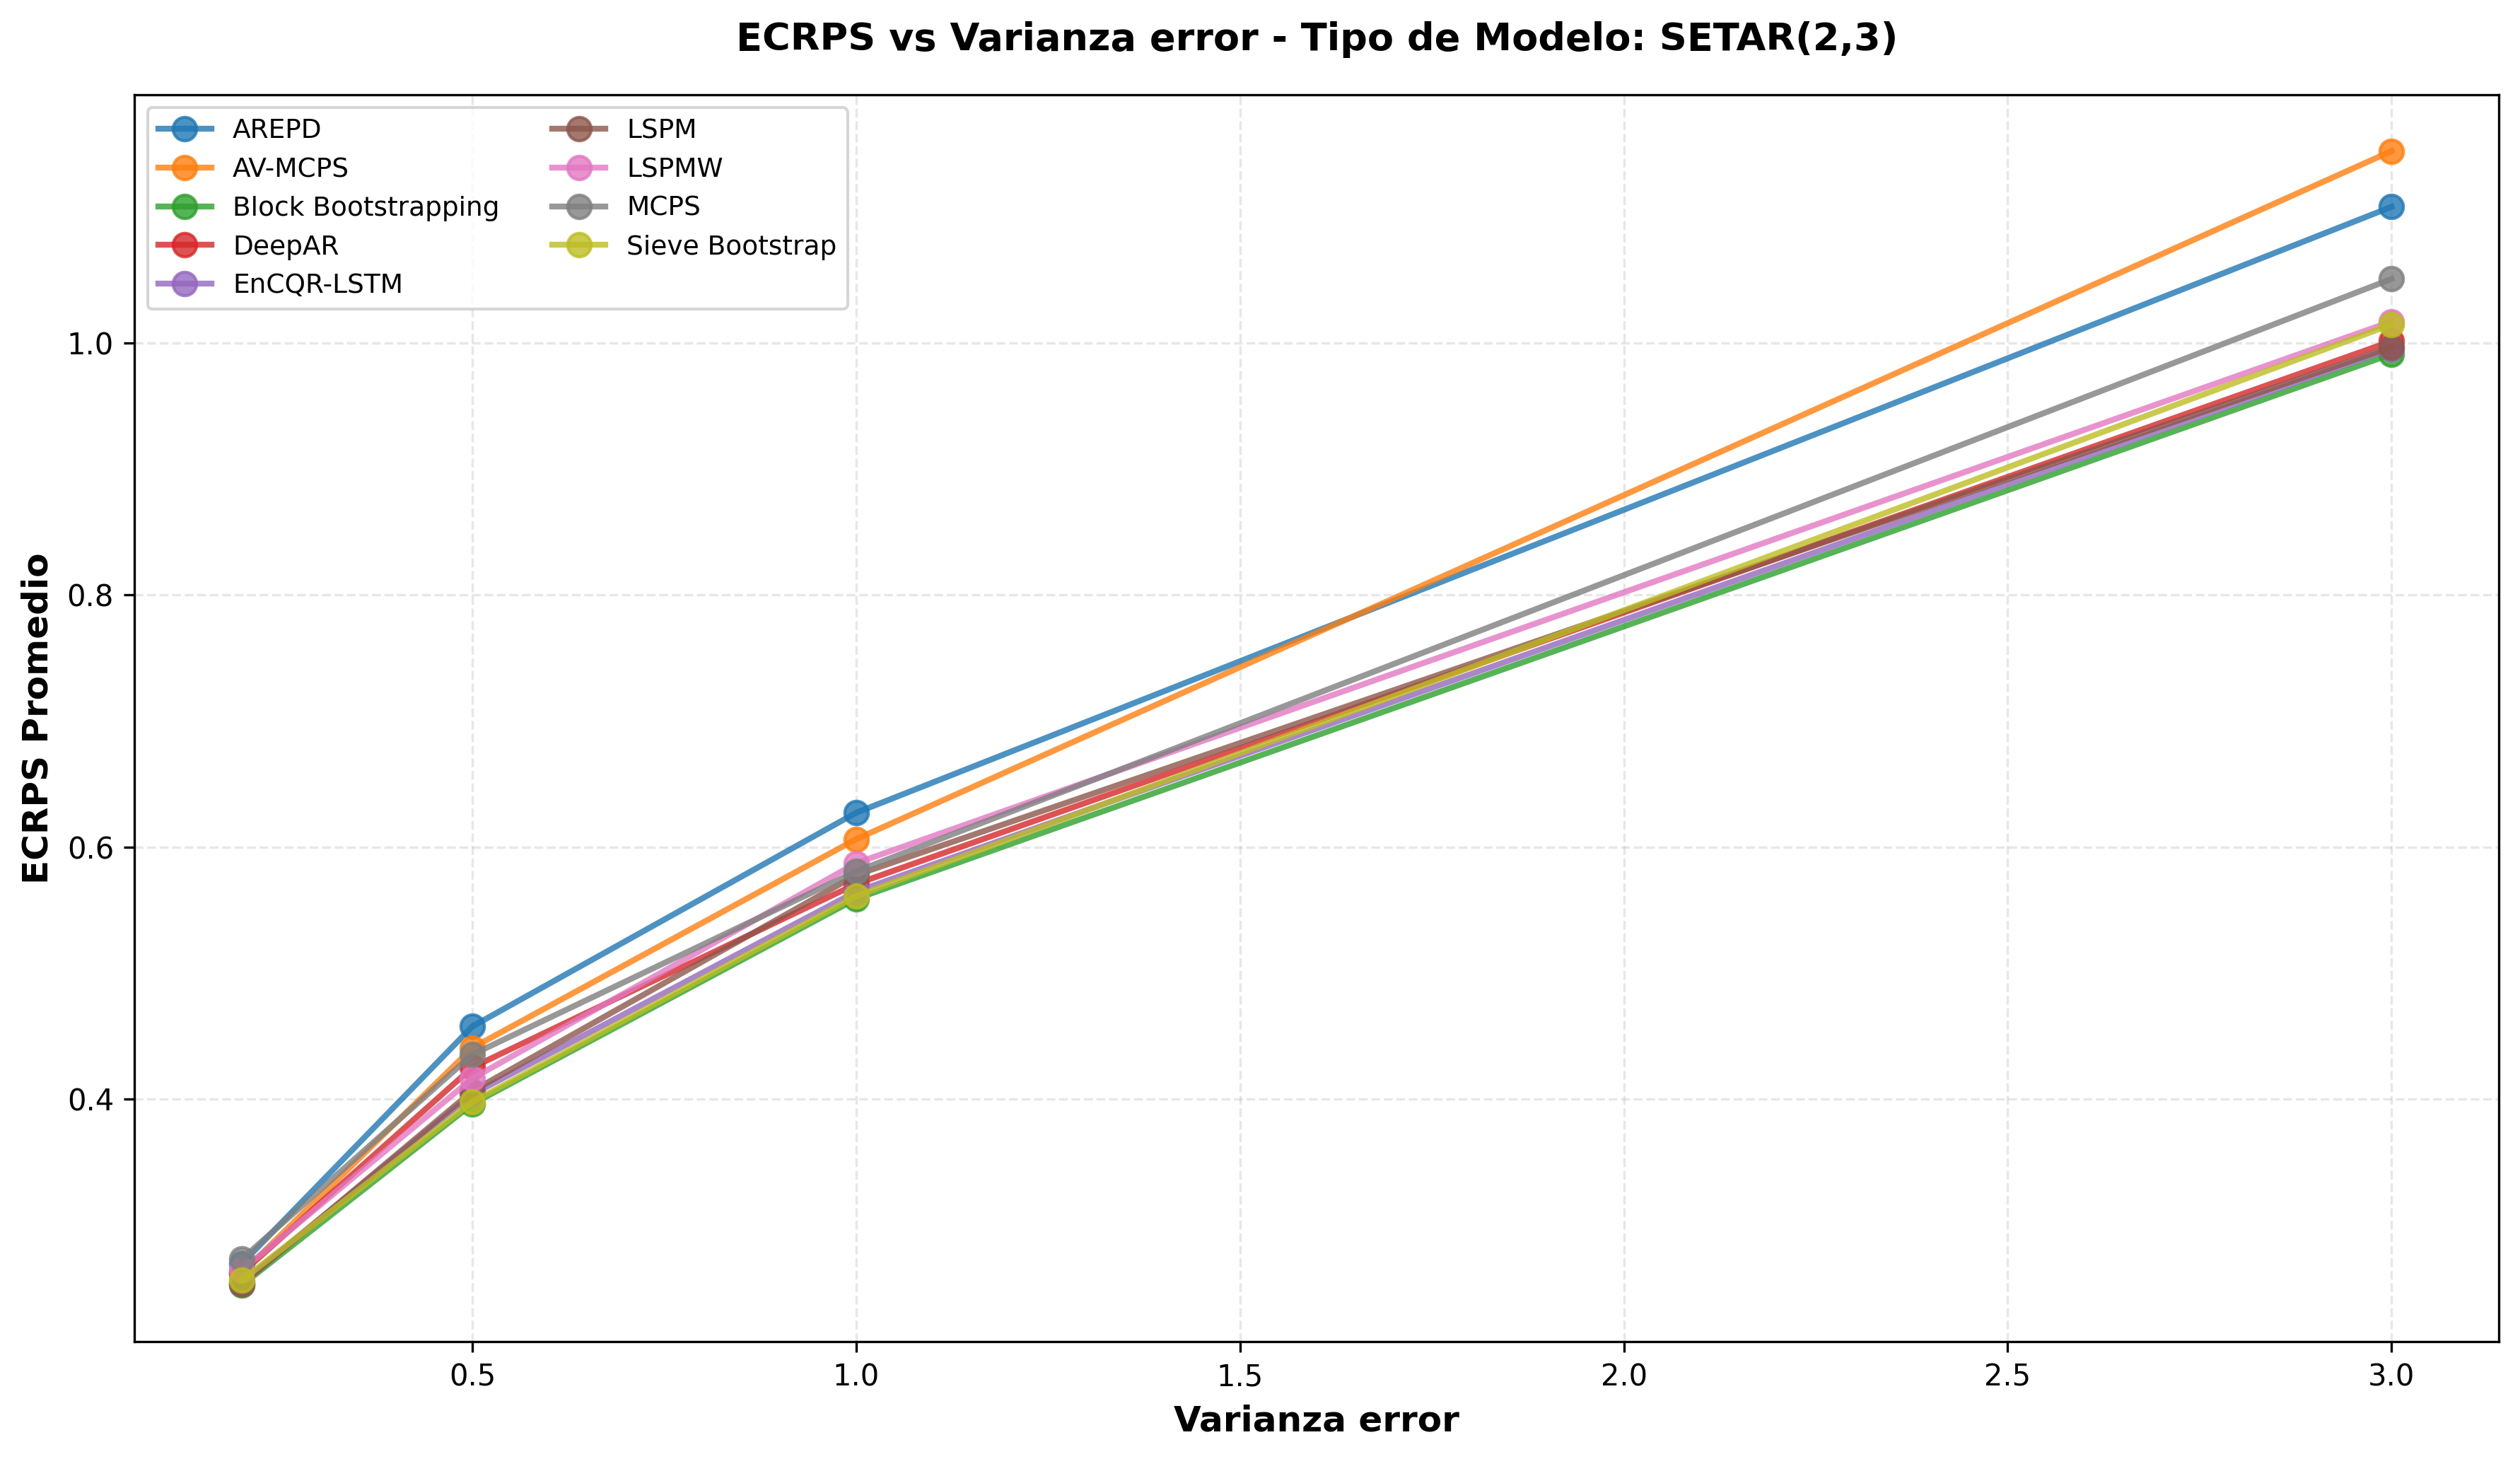 ECRPS vs Varianza error - Tipo de Modelo: SETAR(2,3)
AREPD
AV-MCPS
Block Bootstrapping
DeepAR
EnCQR-LSTM
LSPM
LSPMW
MCPS
Sieve Bootstrap
ECRPS Promedio
1.0
0.8
0.6
0.4
0.5
1.0
1.5
2.0
2.5
3.0
Varianza error